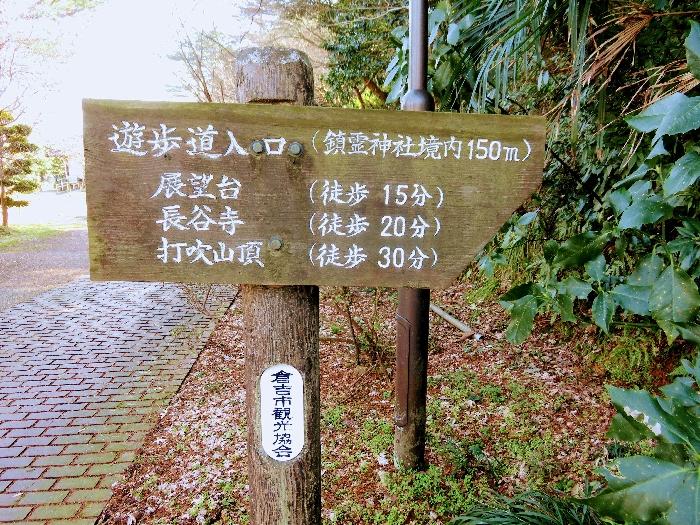 遊歩道入口（鎮霊神社境内150m）
展望台（徒歩 15分）
長谷寺（徒歩 20分）
打吹山頂（徒歩 30分）
倉吉市観光協会